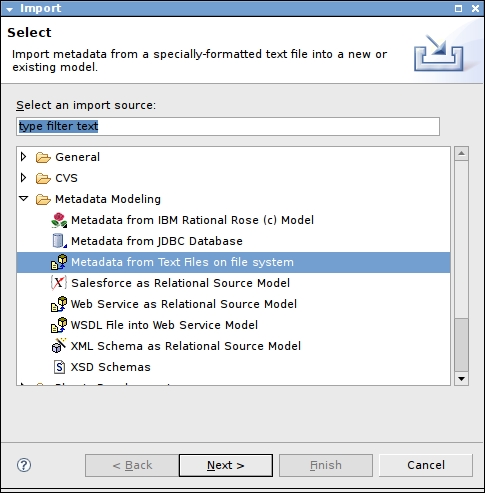 Import
Select
Import metadata from a specially-formatted text file into a new or
existing model.
Select an import source:
type filter text
General
CVS
Metadata Modeling
Metadata from IBM Rational Rose (c) Model
Metadata from JDBC Database
Metadata from Text Files on file system
Salesforce as Relational Source Model
Web Service as Relational Source Model
WSDL File into Web Service Model
XML Schema as Relational Source Model
XSD Schemas
< Back
Next >
Finish
Cancel